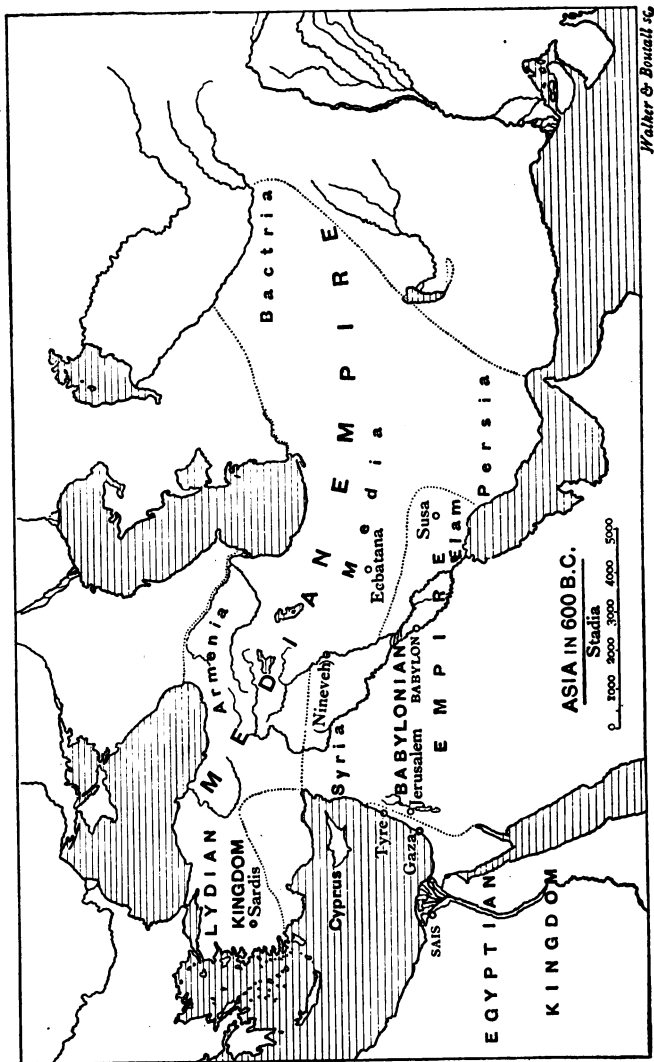 LYDIAN
KINGDOM
Sardis
MEDIAN EMPIRE
Armenia
Bactria
Media
Ecbatana
(Nineveh)
Syria
Cyprus
BABYLONIAN
EMPIRE
BABYLON
Jerusalem
Tyre
Gaza
Susa
Elam
Persia
SAIS
EGYPTIAN
KINGDOM
ASIA IN 600 B.C.
Stadia
0 1000 2000 3000 4000 5000
Walker & Boutall sc.